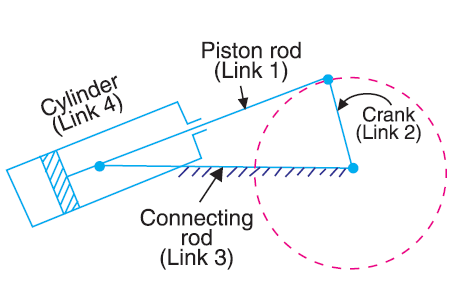 Piston rod
(Link 1)
Cylinder
(Link 4)
Crank
(Link 2)
Connecting
rod
(Link 3)